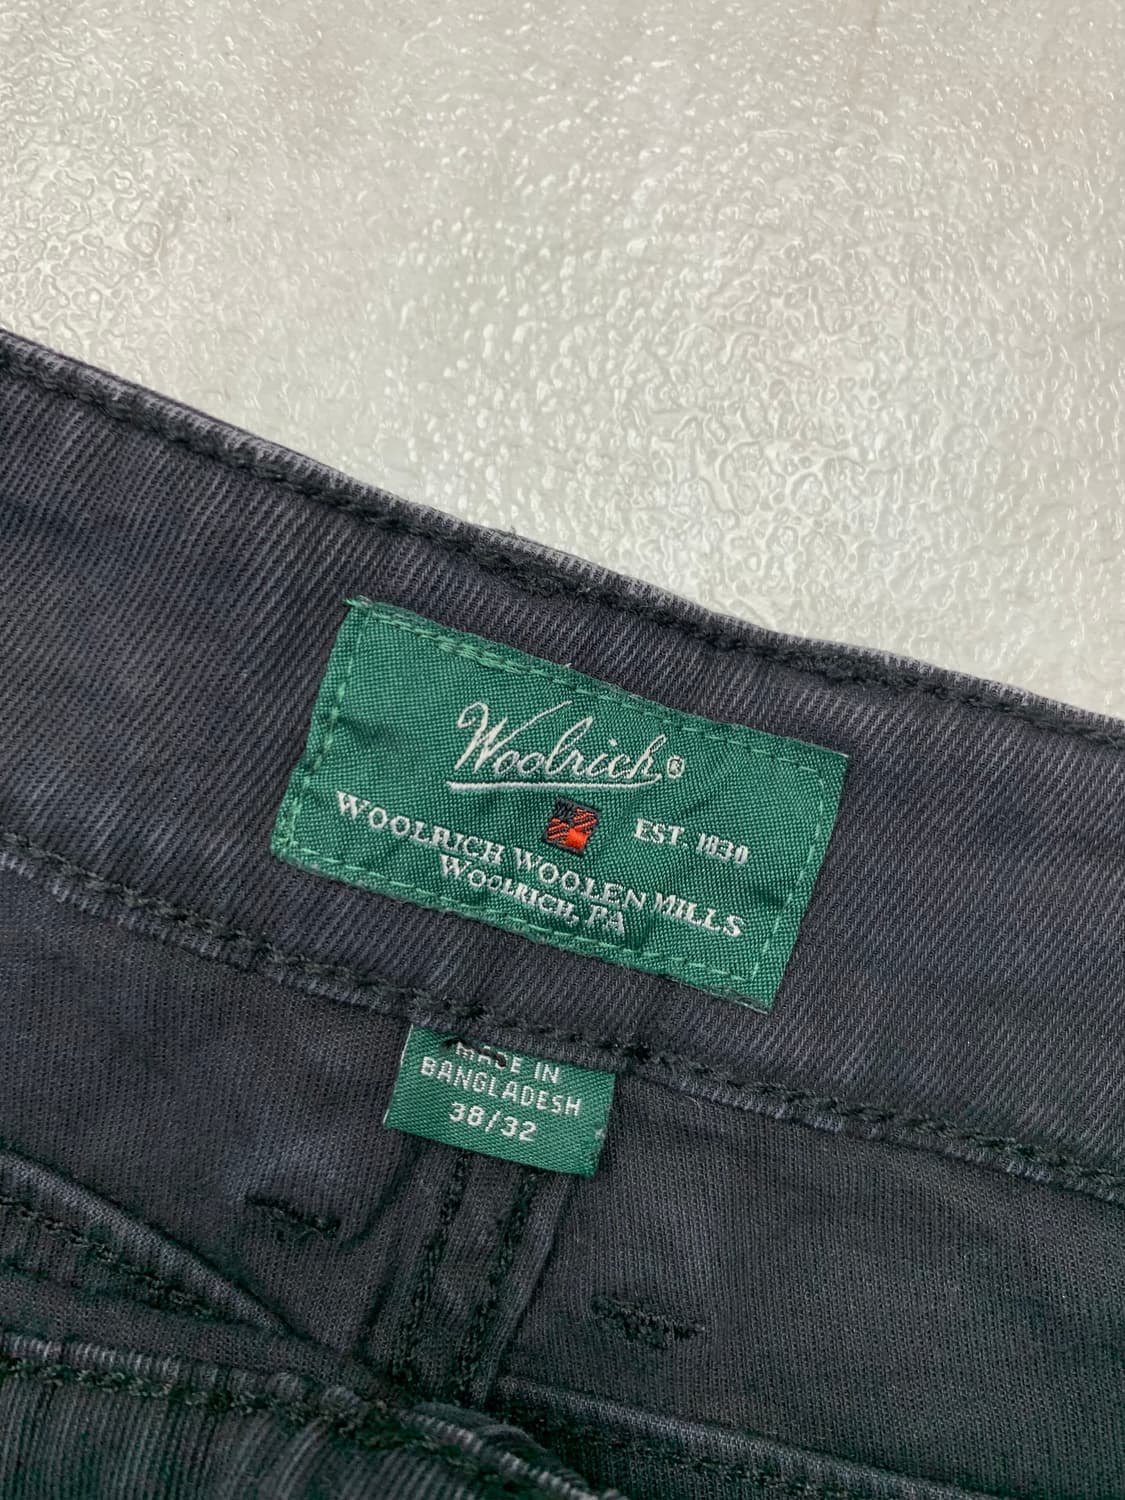 Woolrich®
EST. 1830
WOOLRICH WOOLEN MILLS
WOOLRICH, PA
MADE IN
BANGLADESH
38/32